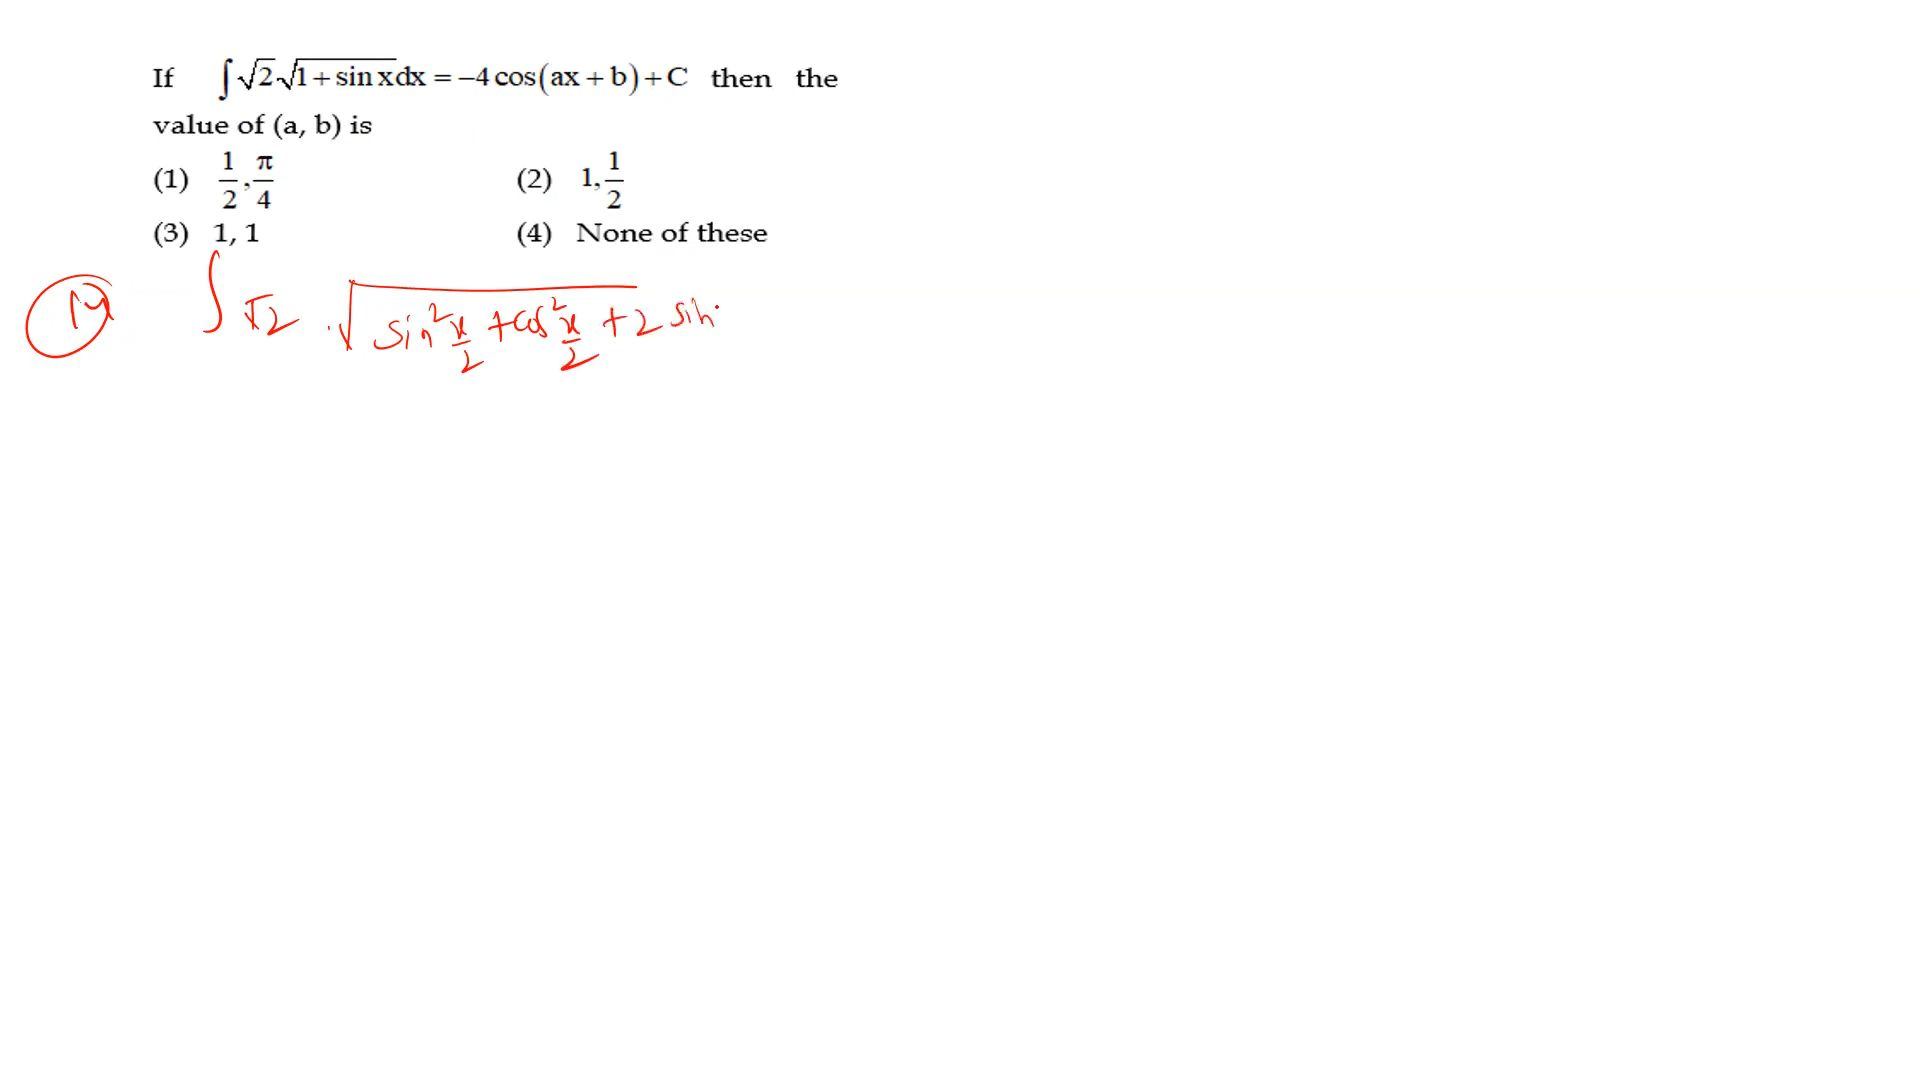 If ∫√2√(1 + sin x)dx = −4 cos(ax + b) + C then the
value of (a, b) is
(1) 1/2, π/4 (2) 1, 1/2
(3) 1, 1 (4) None of these
∫ √2 √(sin² x/2 + cos² x/2 + 2 sin